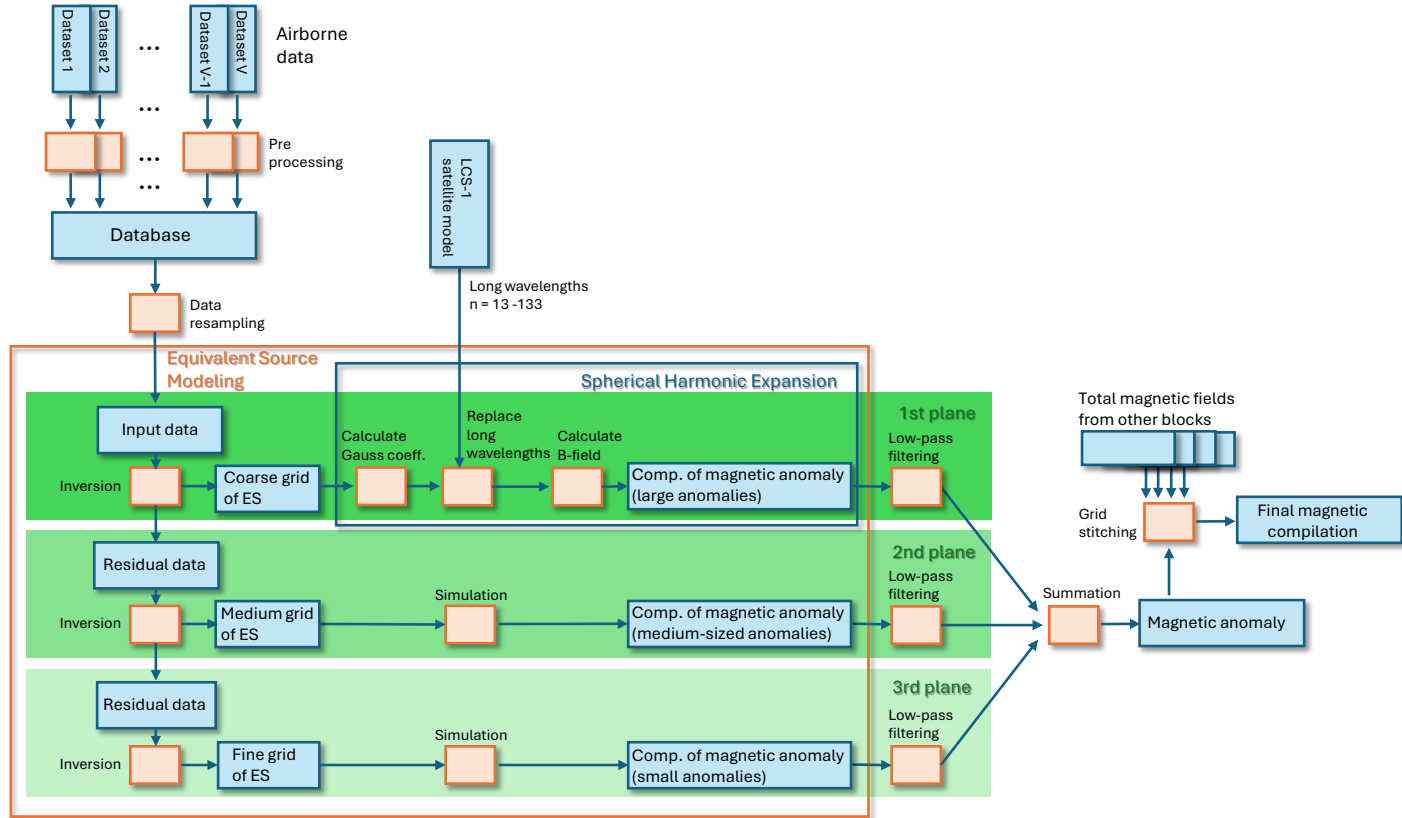 Dataset 1
Dataset 2
...
Dataset V-1
Dataset V
Airborne
data
...
...
Pre
processing
...
Database
Data
resampling
LCS-1
satellite model
Long wavelengths
n = 13 -133
Equivalent Source
Modeling
Spherical Harmonic Expansion
1st plane
Input data
Inversion
Coarse grid
of ES
Calculate
Gauss coeff.
Replace
long
wavelengths
Calculate
B-field
Comp. of magnetic anomaly
(large anomalies)
Low-pass
filtering
2nd plane
Residual data
Inversion
Medium grid
of ES
Simulation
Comp. of magnetic anomaly
(medium-sized anomalies)
Low-pass
filtering
3rd plane
Residual data
Inversion
Fine grid
of ES
Simulation
Comp. of magnetic anomaly
(small anomalies)
Low-pass
filtering
Summation
Magnetic anomaly
Total magnetic fields
from other blocks
Grid
stitching
Final magnetic
compilation